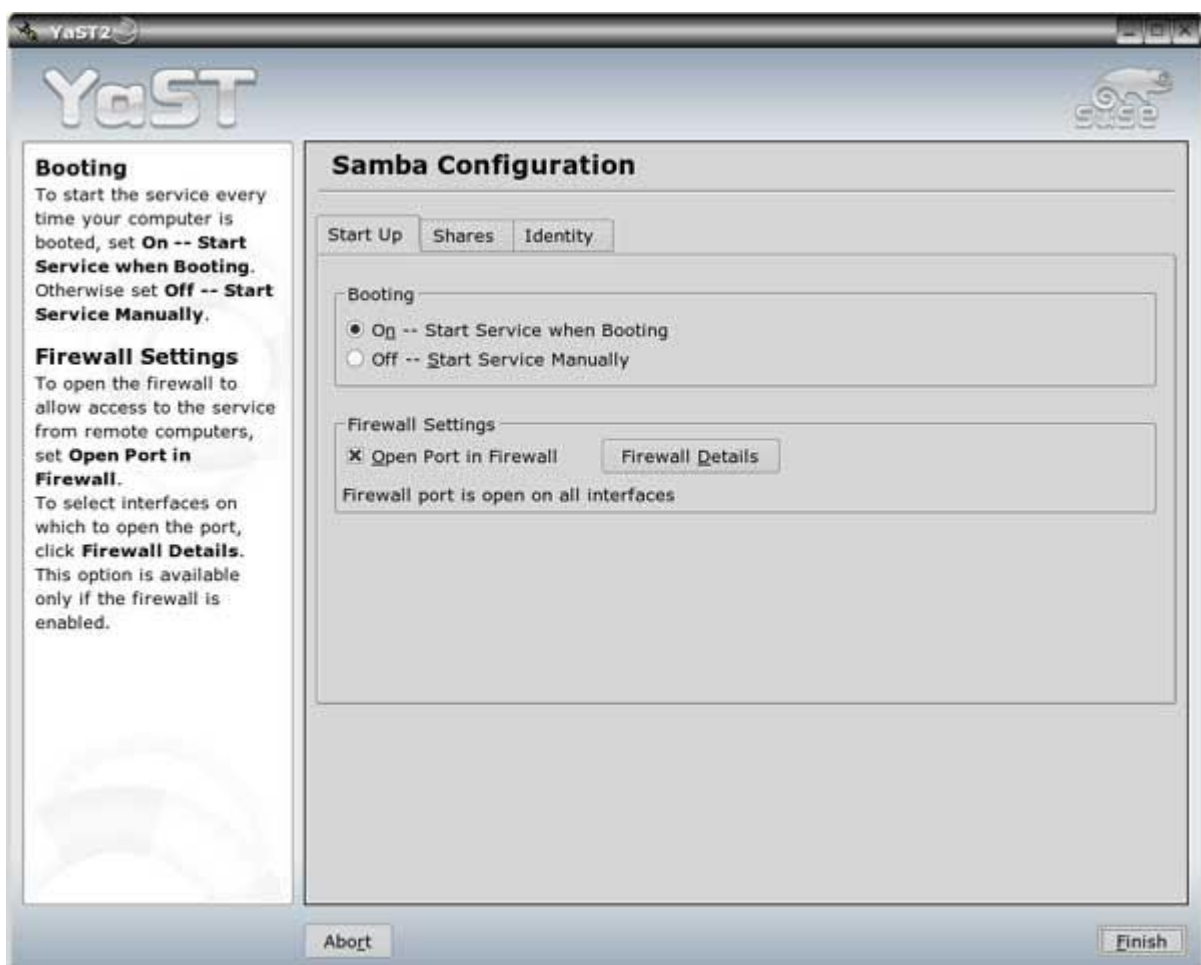 YaST2
YaST
suse
Booting
To start the service every
time your computer is
booted, set On -- Start
Service when Booting.
Otherwise set Off -- Start
Service Manually.
Firewall Settings
To open the firewall to
allow access to the service
from remote computers,
set Open Port in
Firewall.
To select interfaces on
which to open the port,
click Firewall Details.
This option is available
only if the firewall is
enabled.
Samba Configuration
Start Up Shares Identity
Booting
On -- Start Service when Booting
Off -- Start Service Manually
Firewall Settings
Open Port in Firewall Firewall Details
Firewall port is open on all interfaces
Abort Finish